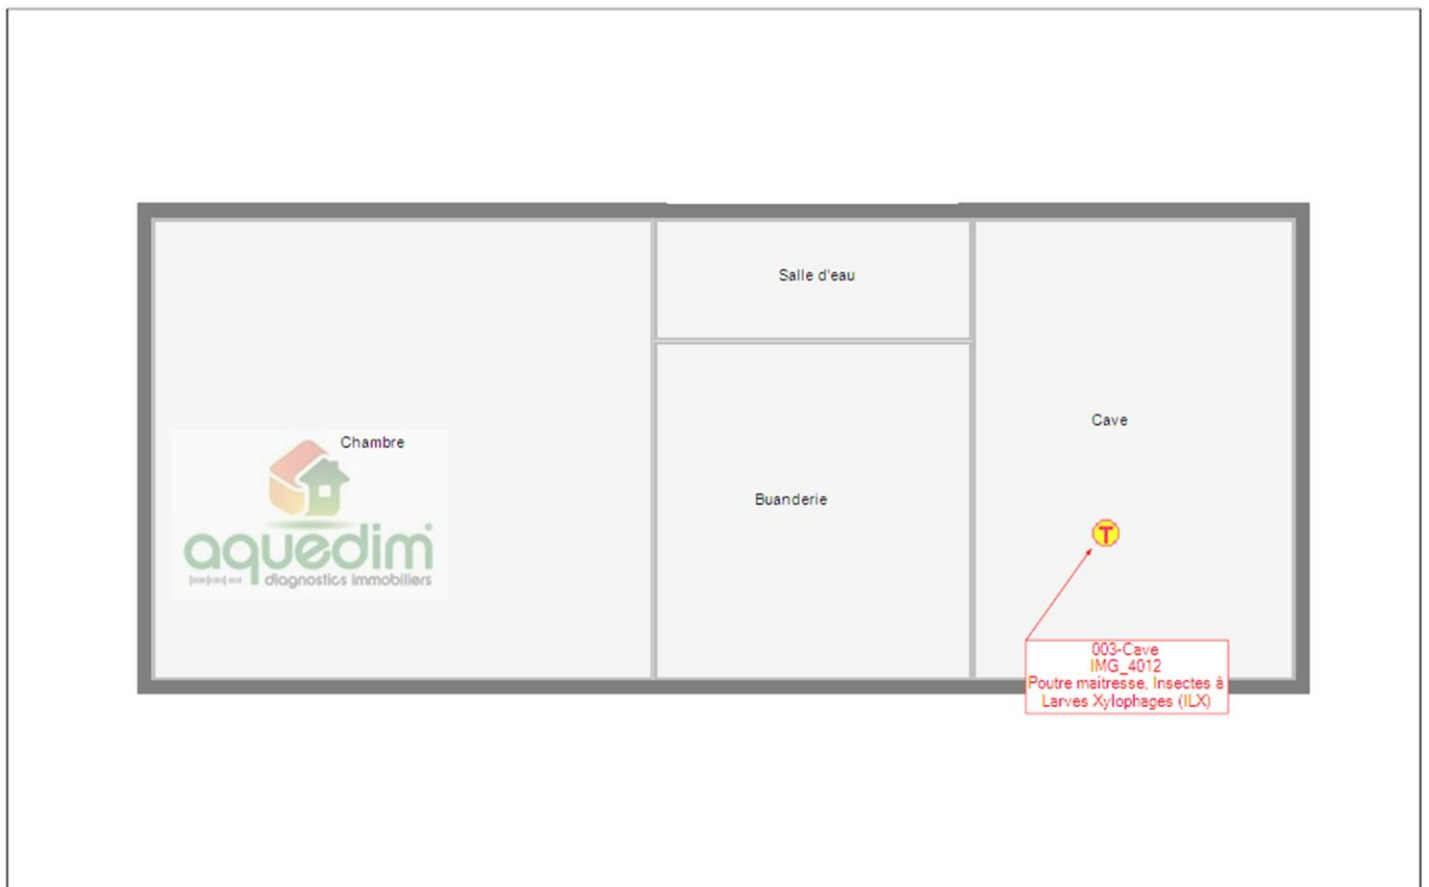 Salle d'eau
Cave
Chambre
Buanderie
aquedim
diagnostics immobiliers
T
003-Cave
IMG_4012
Poutre maitresse, Insectes à
Larves Xylophages (ILX)